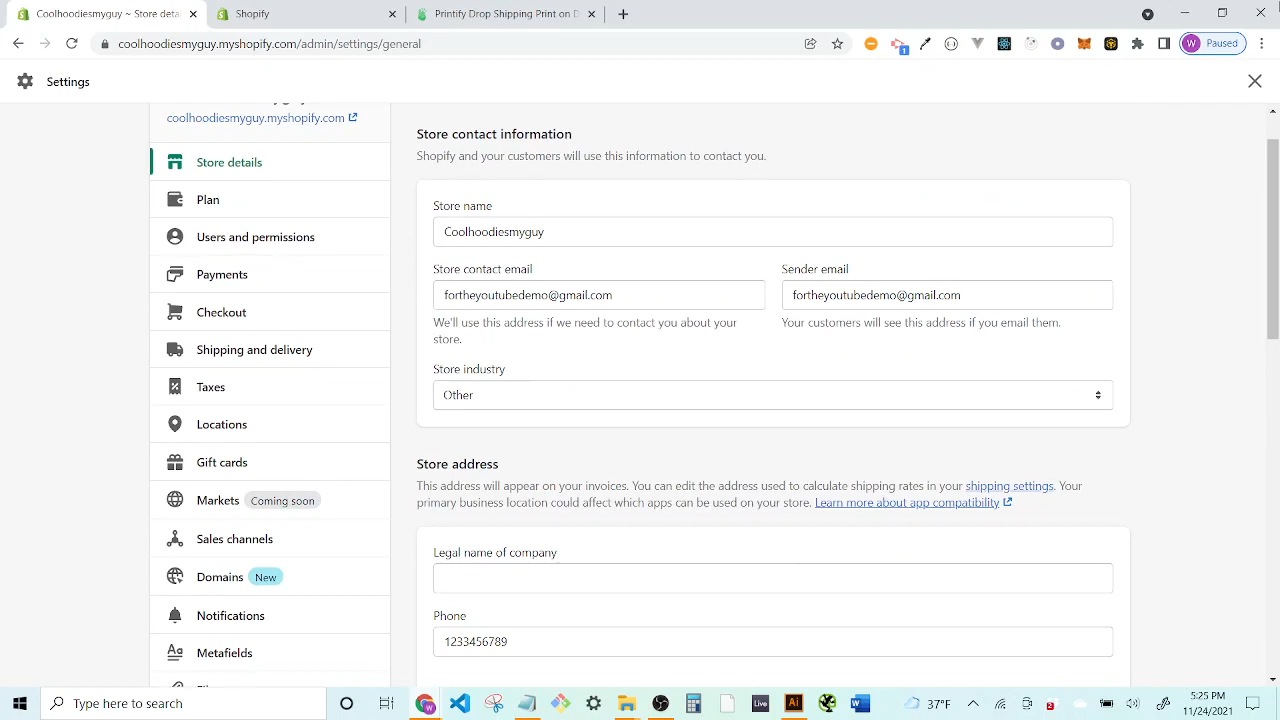 Coolhoodiesmyguy ~ Store deta
Shopify
Printify Drop Shipping Print on D
coolhoodiesmyguy.myshopify.com/admin/settings/general
1
W Paused
Settings
coolhoodiesmyguy.myshopify.com
Store details
Plan
Users and permissions
Payments
Checkout
Shipping and delivery
Taxes
Locations
Gift cards
Markets Coming soon
Sales channels
Domains New
Notifications
Metafields
Store contact information
Shopify and your customers will use this information to contact you.
Store name
Coolhoodiesmyguy
Store contact email
fortheyoutubedemo@gmail.com
We'll use this address if we need to contact you about your
store.
Sender email
fortheyoutubedemo@gmail.com
Your customers will see this address if you email them.
Store industry
Other
Store address
This address will appear on your invoices. You can edit the address used to calculate shipping rates in your shipping settings. Your
primary business location could affect which apps can be used on your store. Learn more about app compatibility
Legal name of company
Phone
1233456789
Type here to search
Live
Ai
37°F
2
5:25 PM
11/24/2021